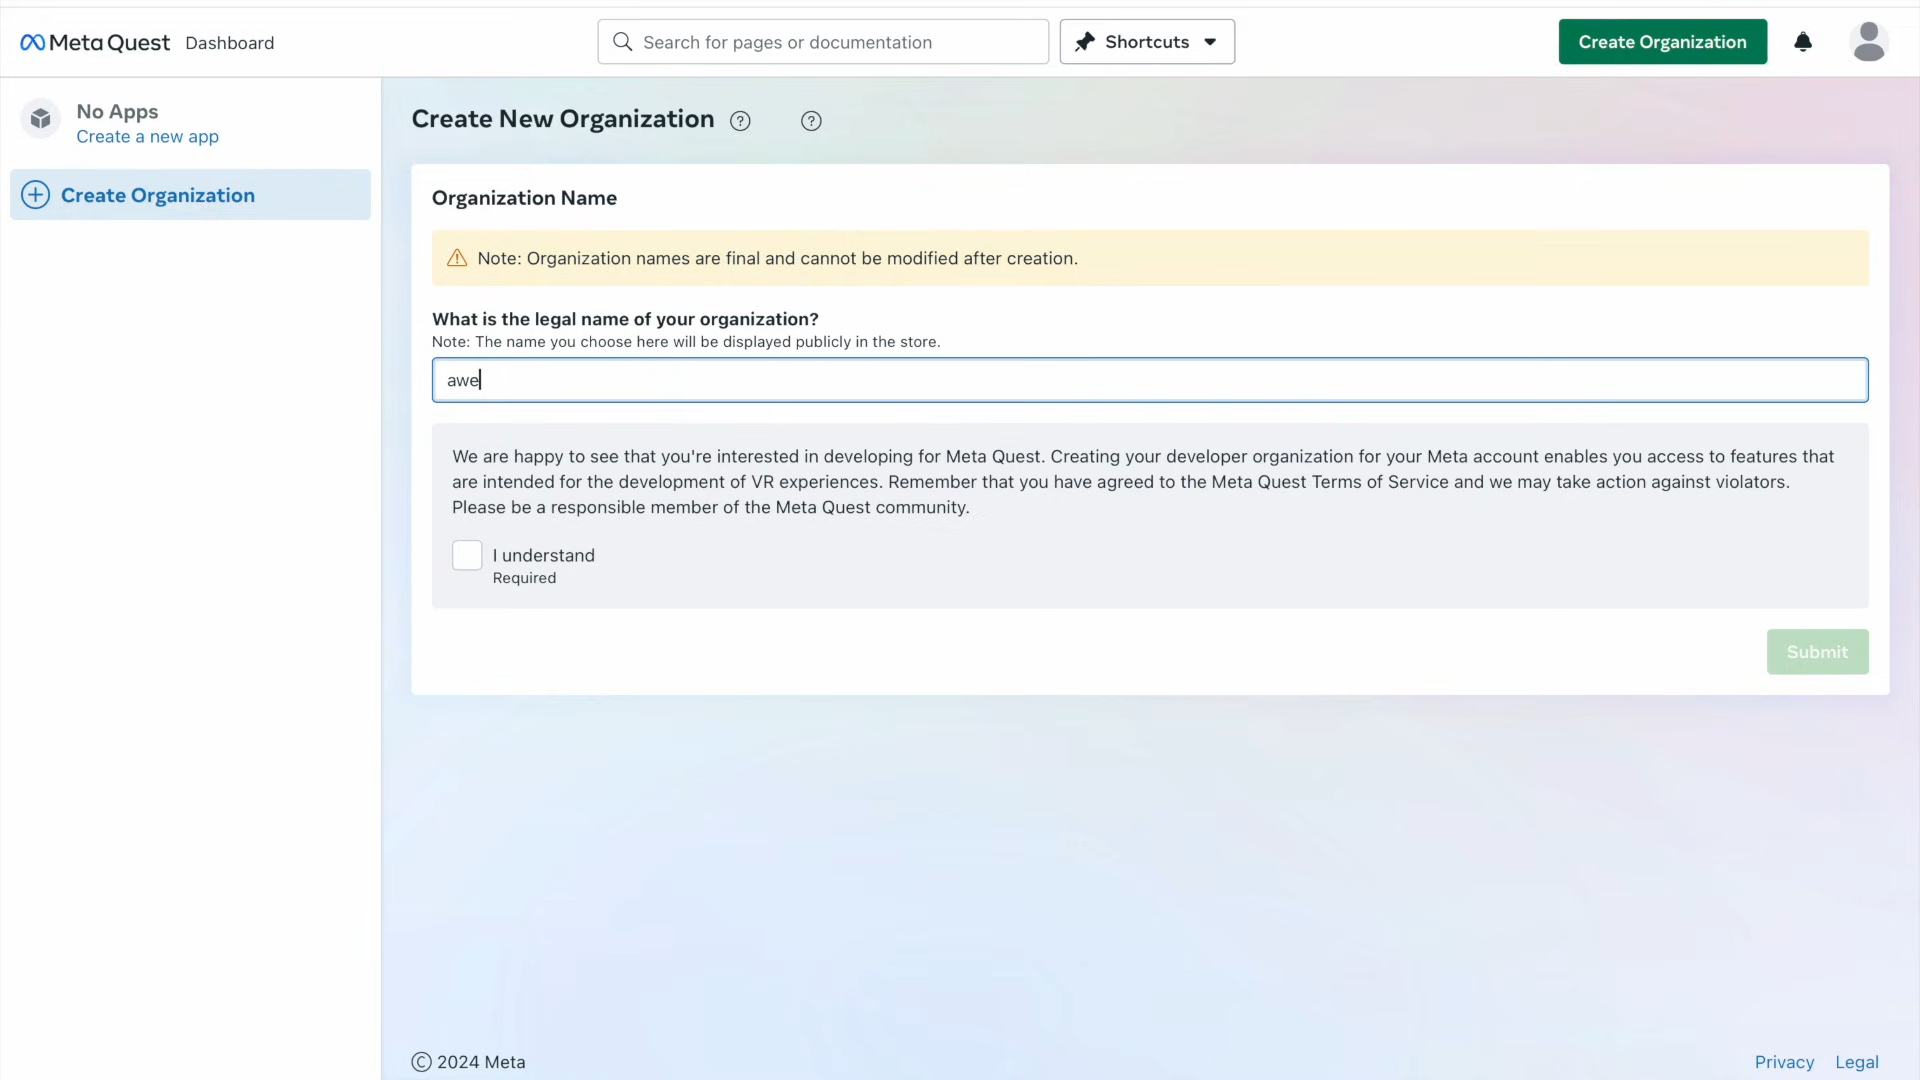 Meta Quest Dashboard
Search for pages or documentation
Shortcuts
Create Organization
No Apps
Create a new app
Create Organization
Create New Organization
Organization Name
Note: Organization names are final and cannot be modified after creation.
What is the legal name of your organization?
Note: The name you choose here will be displayed publicly in the store.
awe
We are happy to see that you're interested in developing for Meta Quest. Creating your developer organization for your Meta account enables you access to features that
are intended for the development of VR experiences. Remember that you have agreed to the Meta Quest Terms of Service and we may take action against violators.
Please be a responsible member of the Meta Quest community.
I understand
Required
Submit
© 2024 Meta
Privacy Legal